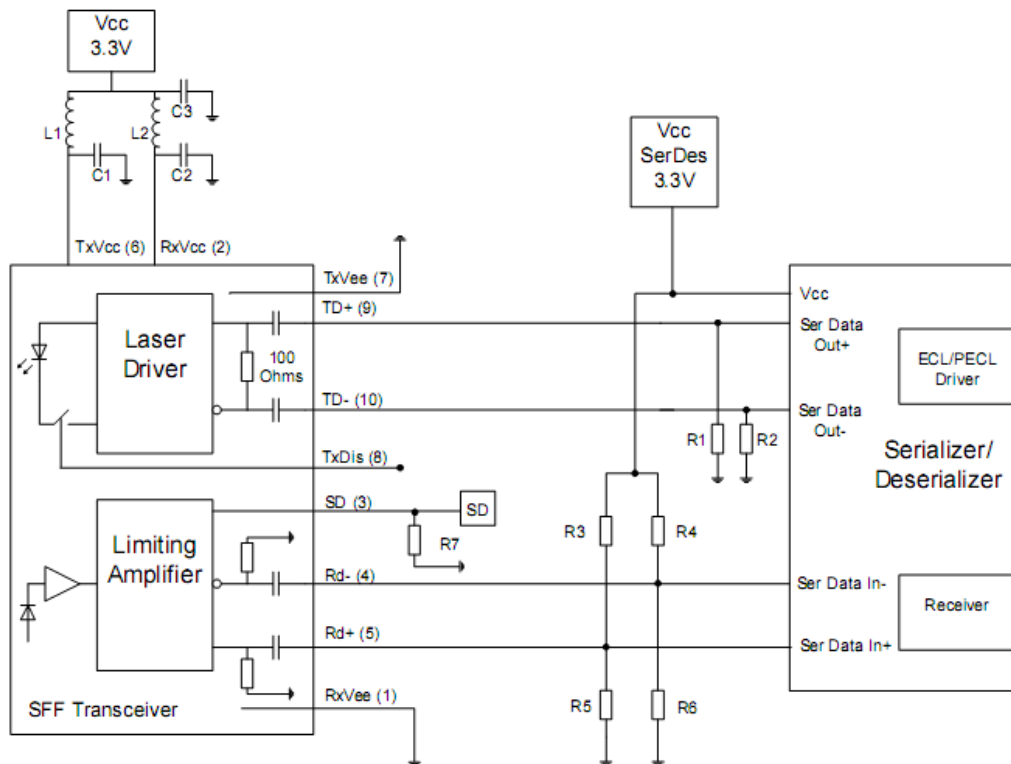 Vcc
3.3V
C3
L1
L2
C1
C2
Vcc
SerDes
3.3V
TxVcc (6)
RxVcc (2)
TxVee (7)
TD+ (9)
Laser
Driver
100
Ohms
TD- (10)
TxDis (8)
Vcc
Ser Data
Out+
ECL/PECL
Driver
Ser Data
Out-
R1
R2
Serializer/
Deserializer
SD (3)
SD
R7
R3
R4
Limiting
Amplifier
Rd- (4)
Ser Data In-
Receiver
Rd+ (5)
Ser Data In+
RxVee (1)
R5
R6
SFF Transceiver